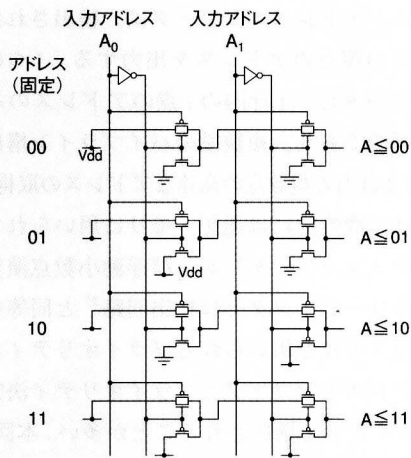 入力アドレス 入力アドレス
A0 A1
アドレス
(固定)
00 A≦00
Vdd
01 A≦01
Vdd
10 A≦10
11 A≦11